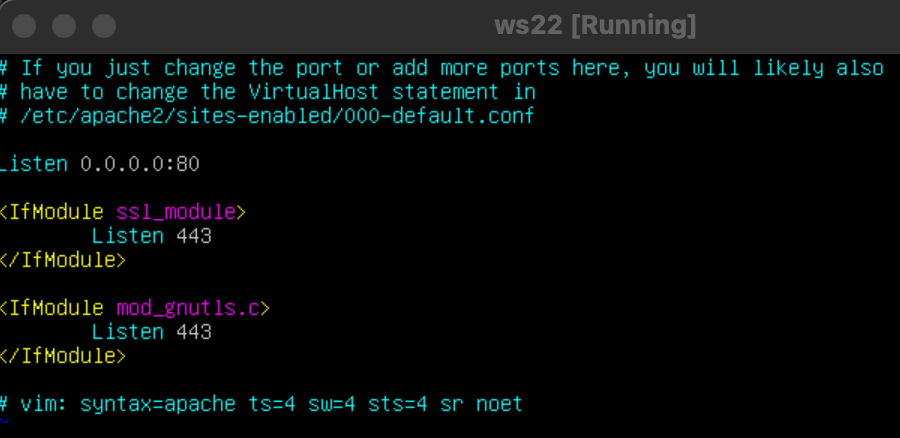 ws22 [Running]
# If you just change the port or add more ports here, you will likely also
# have to change the VirtualHost statement in
# /etc/apache2/sites-enabled/000-default.conf
Listen 0.0.0.0:80
<IfModule ssl_module>
Listen 443
</IfModule>
<IfModule mod_gnutls.c>
Listen 443
</IfModule>
# vim: syntax=apache ts=4 sw=4 sts=4 sr noet
~